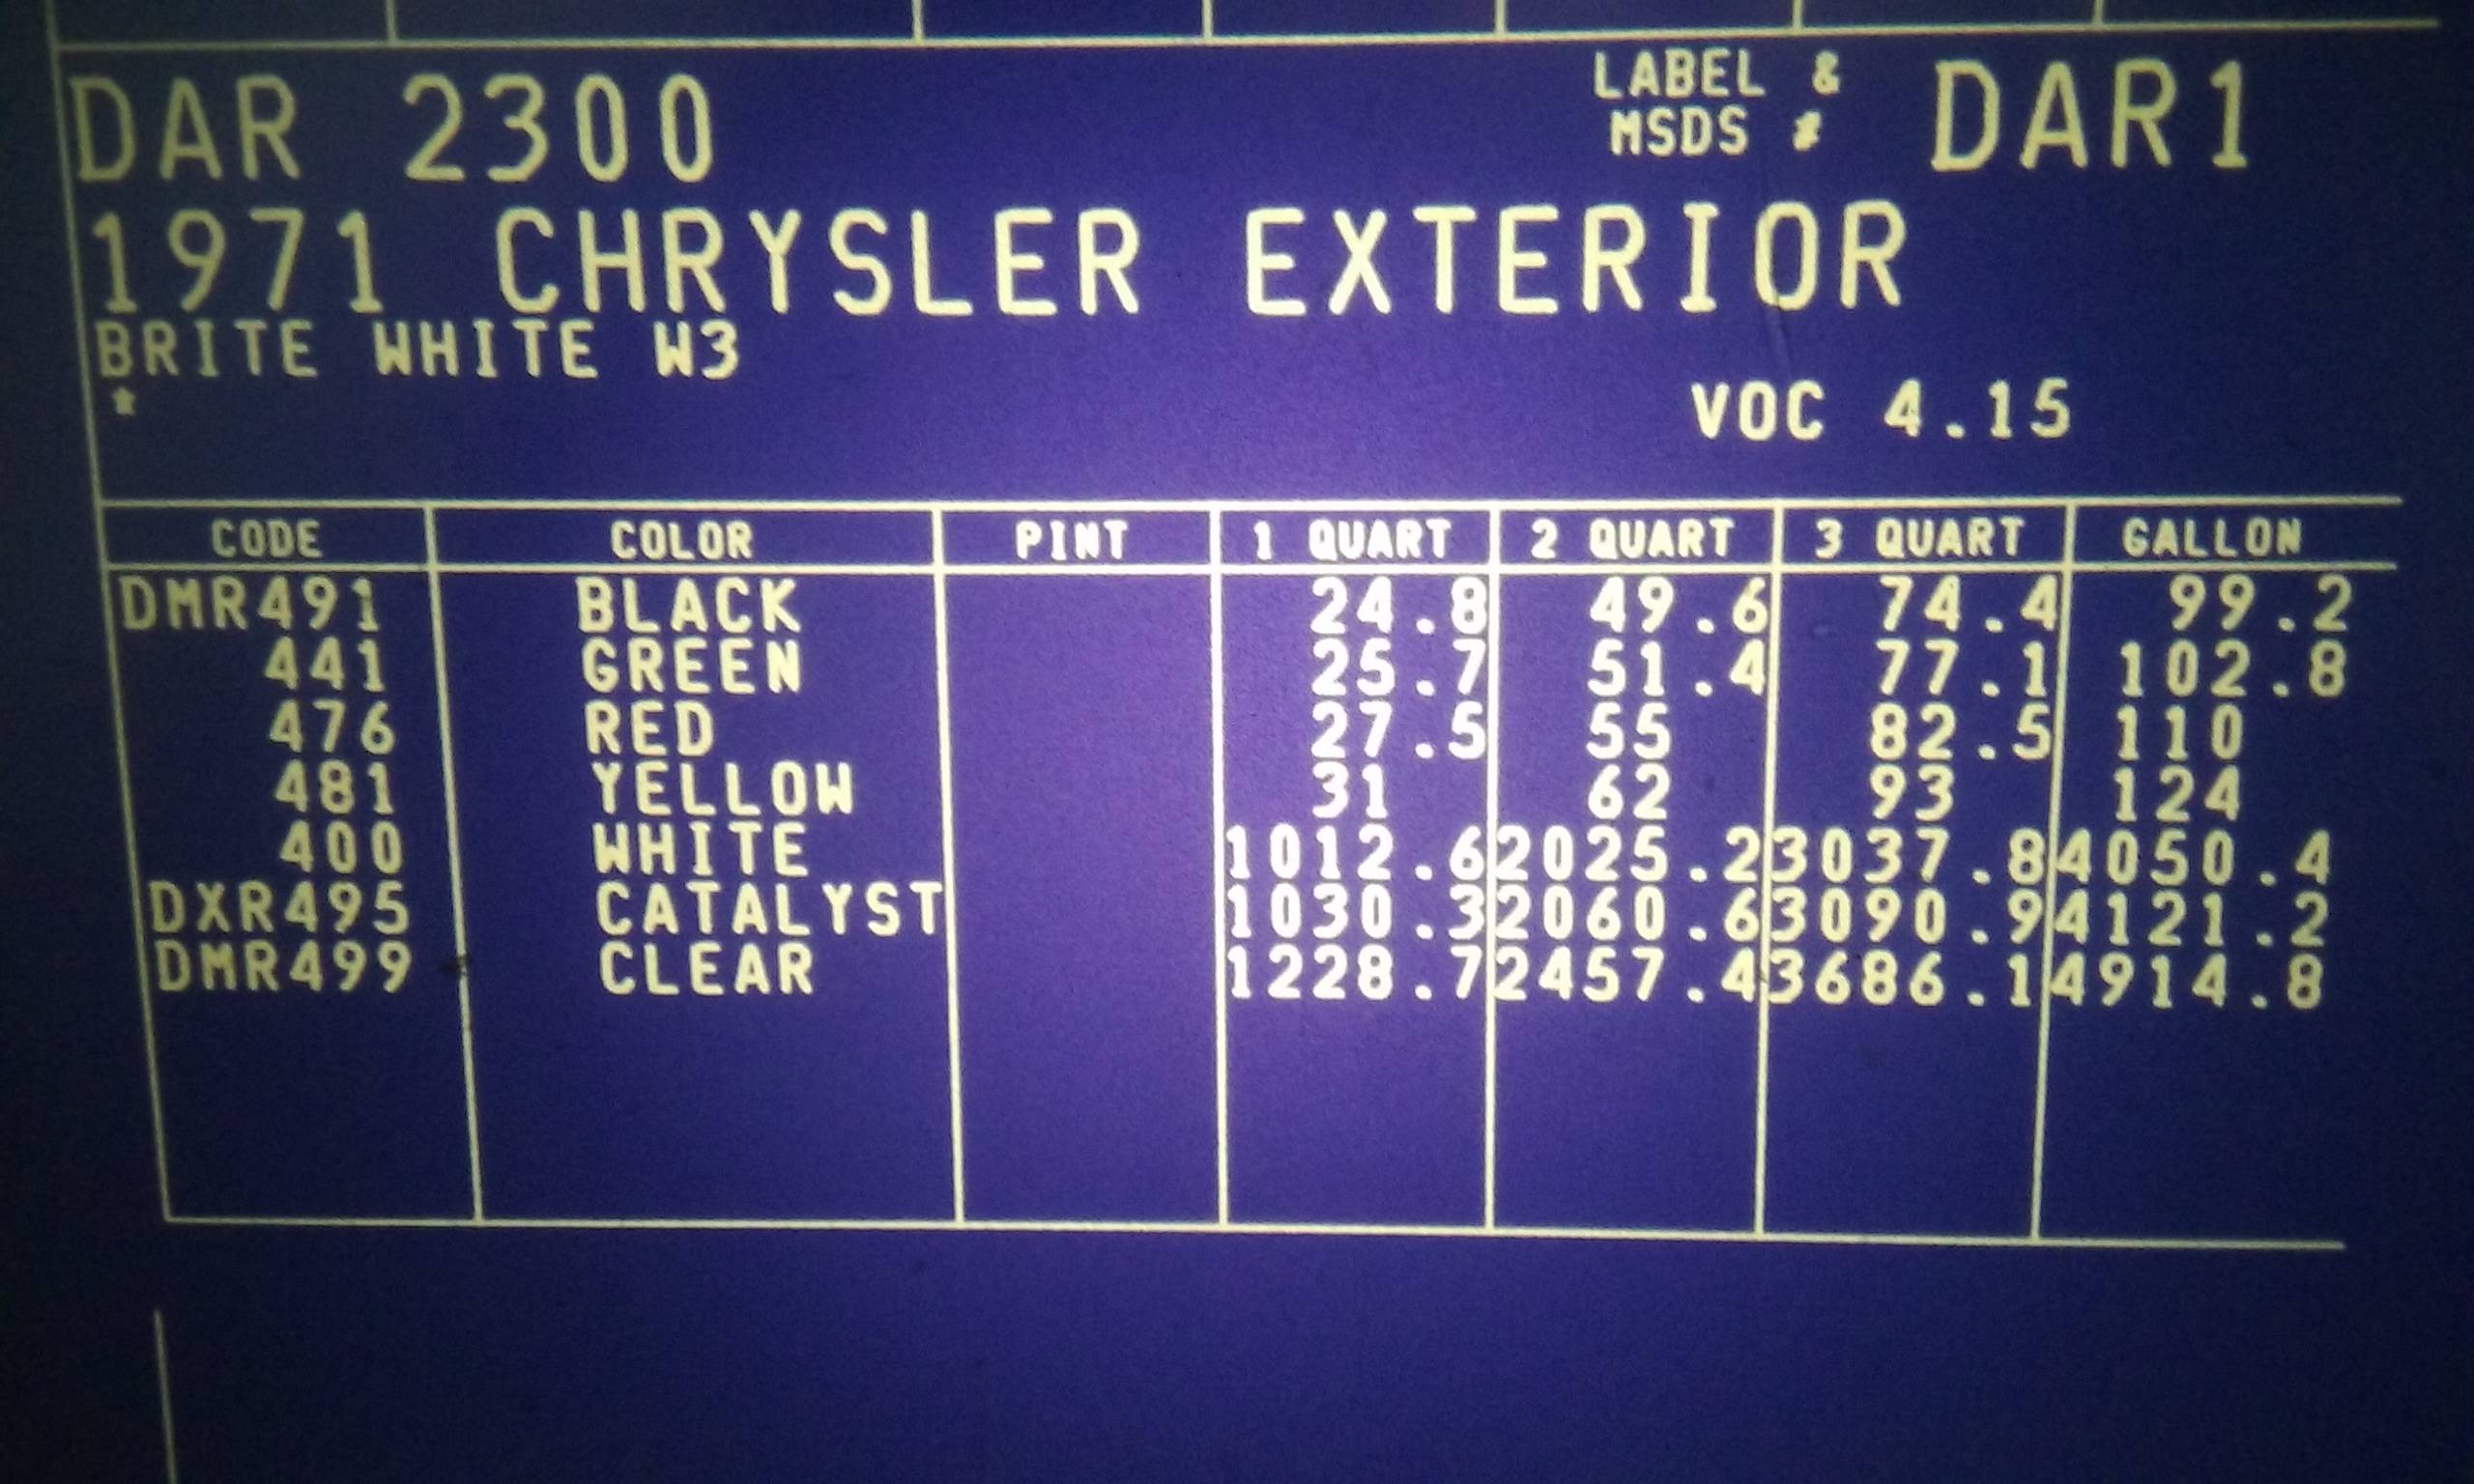 DAR 2300 LABEL & MSDS # DAR1
1971 CHRYSLER EXTERIOR
BRITE WHITE W3
*
VOC 4.15
CODE COLOR PINT 1 QUART 2 QUART 3 QUART GALLON
DMR491 BLACK 24.8 49.6 74.4 99.2
441 GREEN 25.7 51.4 77.1 102.8
476 RED 27.5 55 82.5 110
481 YELLOW 31 62 93 124
400 WHITE 1012.6 2025.2 3037.8 4050.4
DXR495 CATALYST 1030.3 2060.6 3090.9 4121.2
DMR499 CLEAR 1228.7 2457.4 3686.1 4914.8